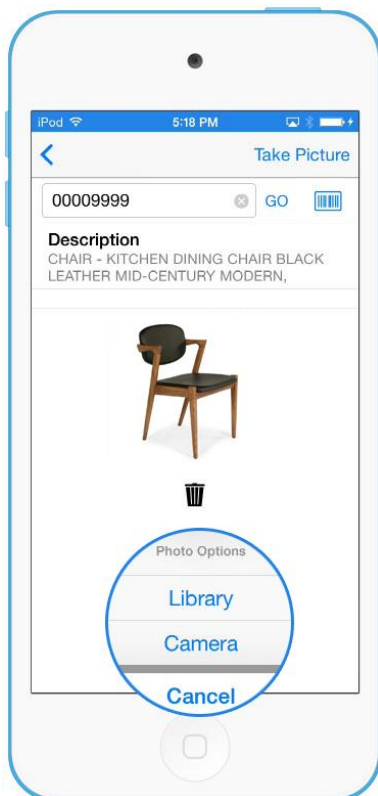 iPod 5:18 PM
Take Picture
00009999 GO
Description
CHAIR - KITCHEN DINING CHAIR BLACK
LEATHER MID-CENTURY MODERN,
Photo Options
Library
Camera
Cancel